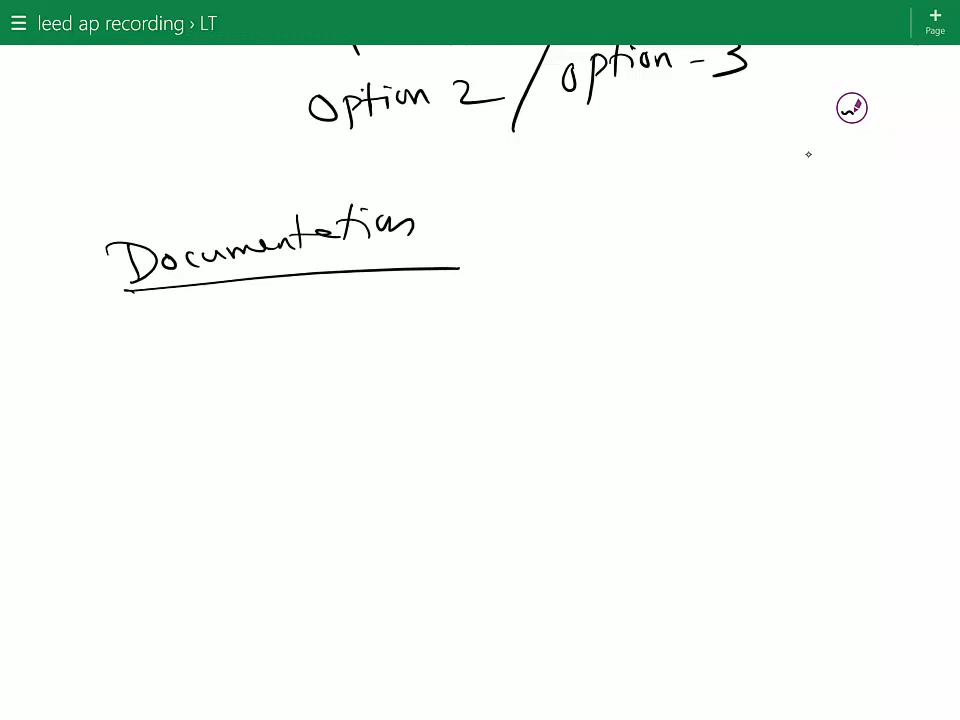 leed ap recording › LT
Page
option 2 / option - 3
Documentation